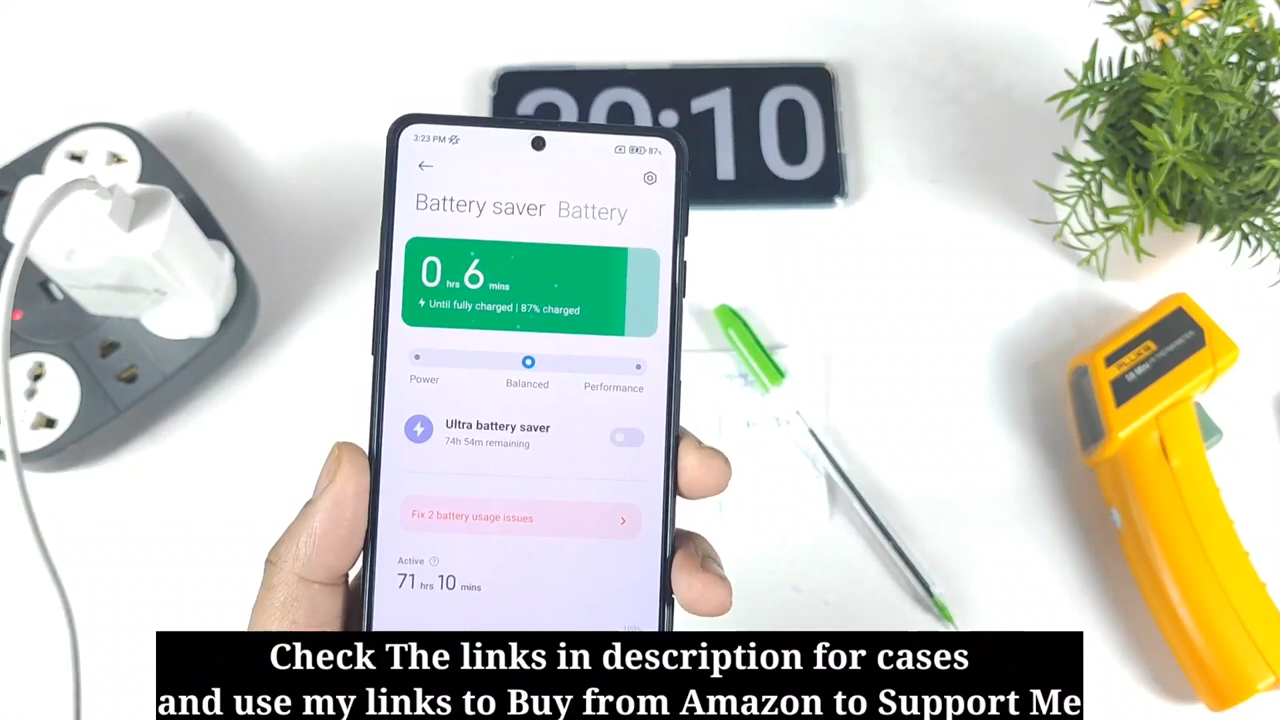 20:10
3:23 PM 87%
Battery saver Battery
0 hrs 6 mins
Until fully charged | 87% charged
Power Balanced Performance
Ultra battery saver
74h 54m remaining
Fix 2 battery usage issues
Active
71 hrs 10 mins
100%
FLUKE
Check The links in description for cases
and use my links to Buy from Amazon to Support Me